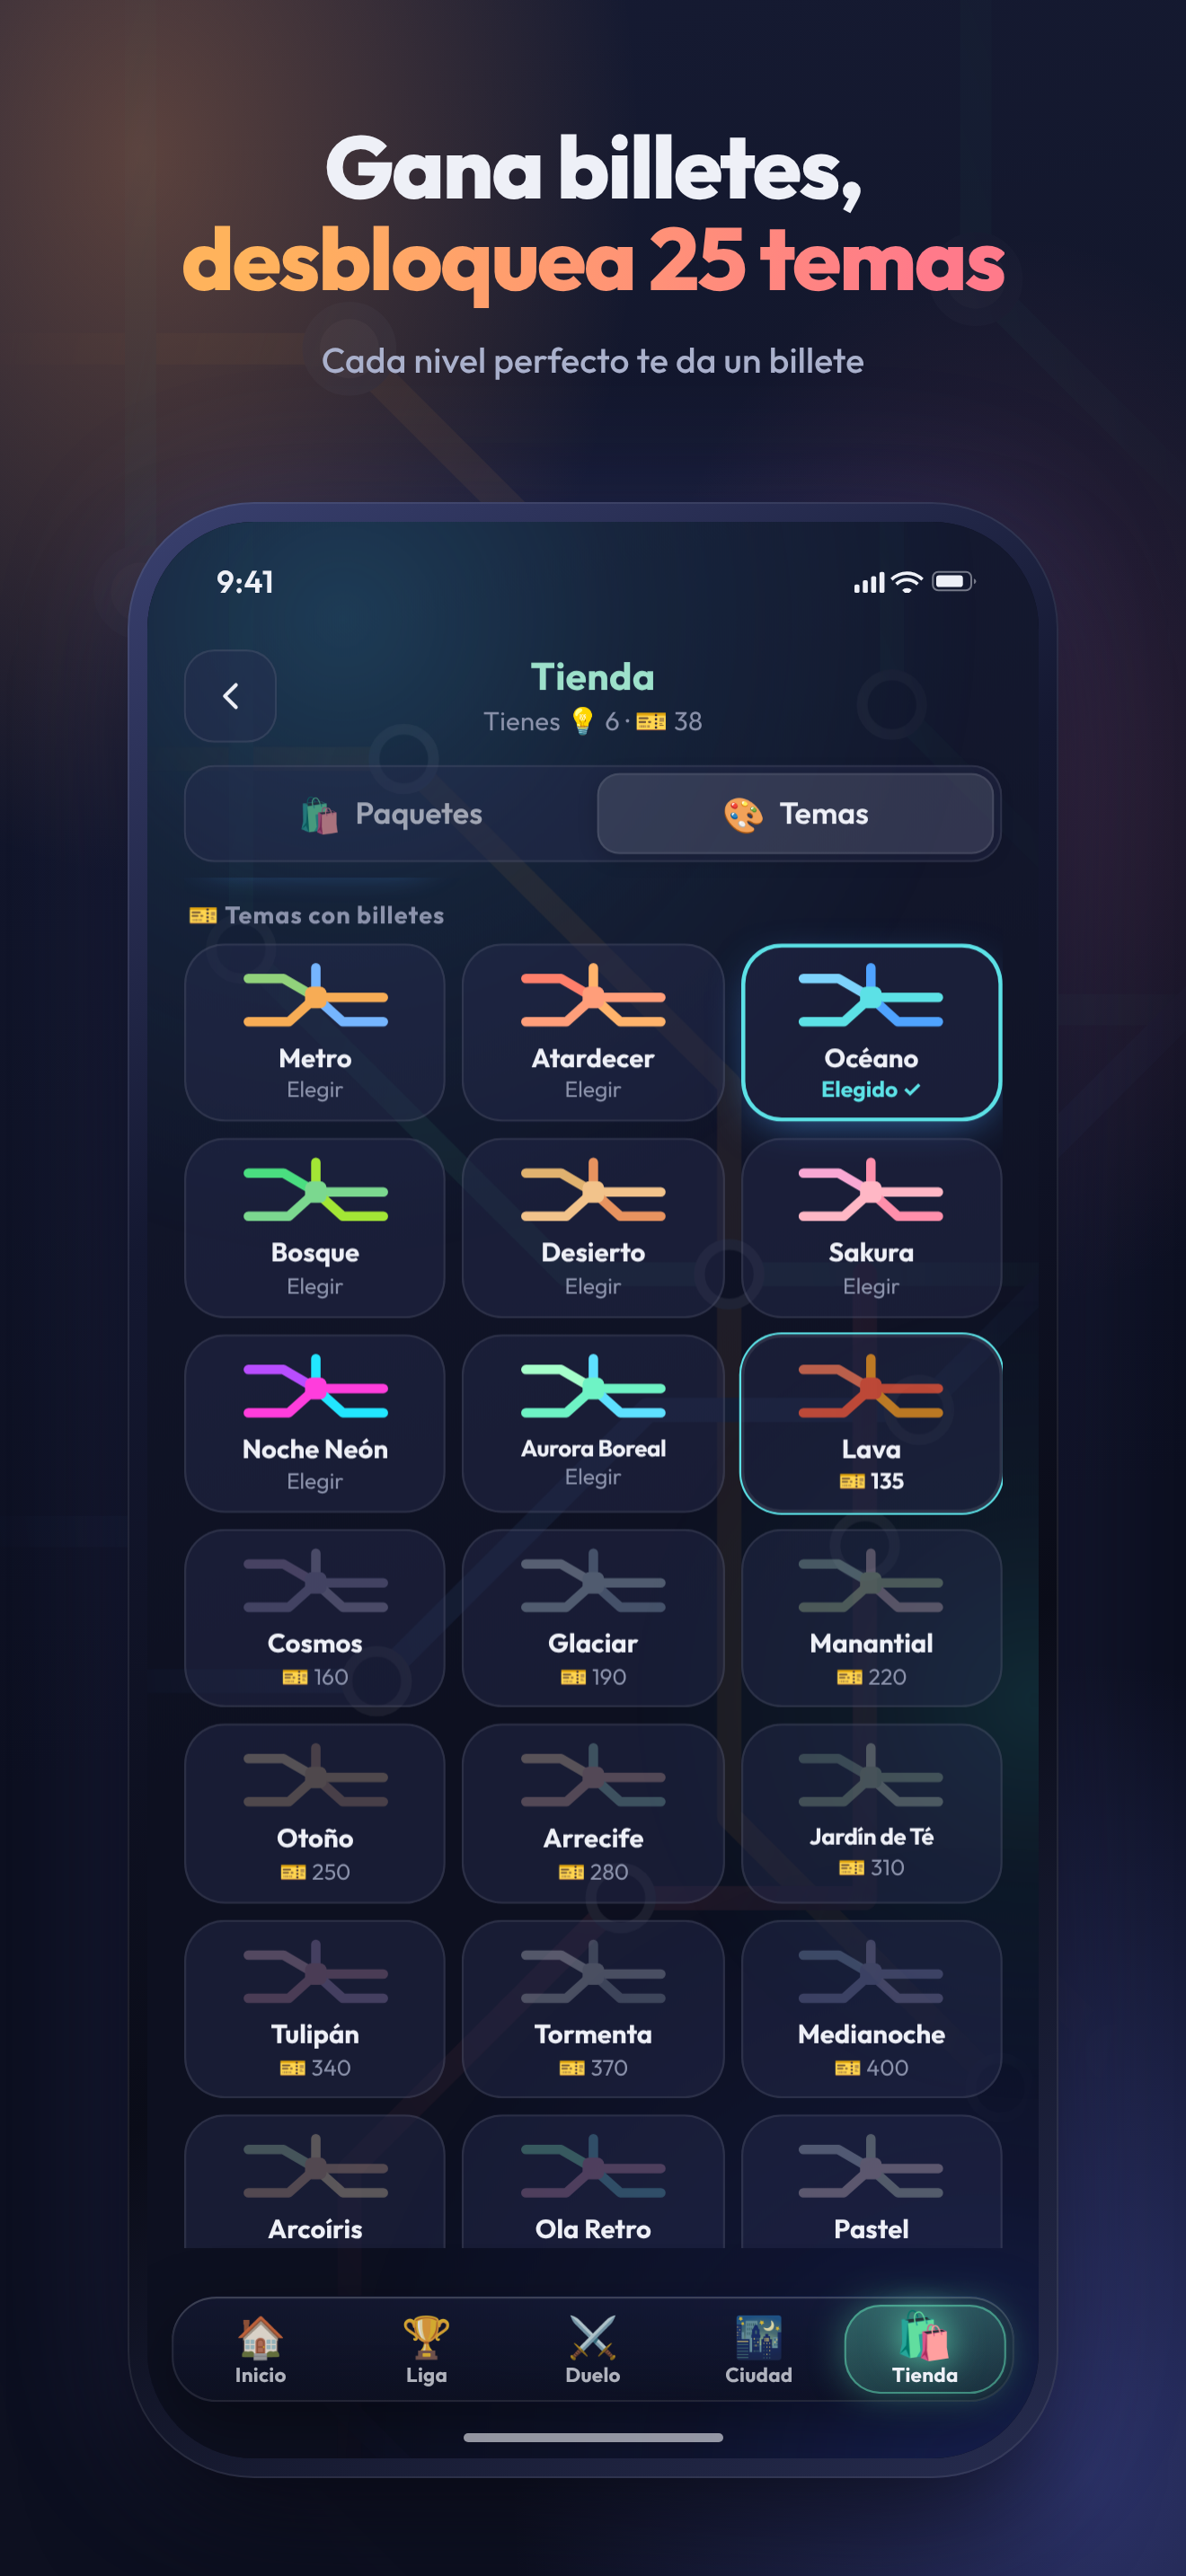 Gana billetes,
desbloquea 25 temas
Cada nivel perfecto te da un billete
9:41
Tienda
Tienes 💡 6 · 🎫 38
🛍️ Paquetes
🎨 Temas
🎫 Temas con billetes
Metro
Elegir
Atardecer
Elegir
Océano
Elegido ✓
Bosque
Elegir
Desierto
Elegir
Sakura
Elegir
Noche Neón
Elegir
Aurora Boreal
Elegir
Lava
🎫 135
Cosmos
🎫 160
Glaciar
🎫 190
Manantial
🎫 220
Otoño
🎫 250
Arrecife
🎫 280
Jardín de Té
🎫 310
Tulipán
🎫 340
Tormenta
🎫 370
Medianoche
🎫 400
Arcoíris
Ola Retro
Pastel
Inicio
Liga
Duelo
Ciudad
Tienda